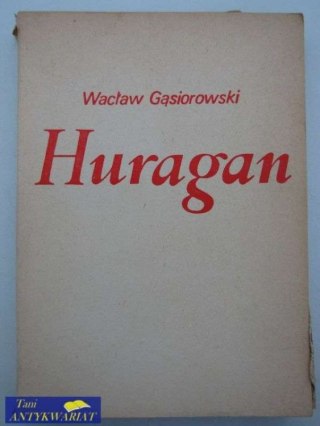 Wacław Gąsiorowski
Huragan
Tani
ANTYKWARIAT